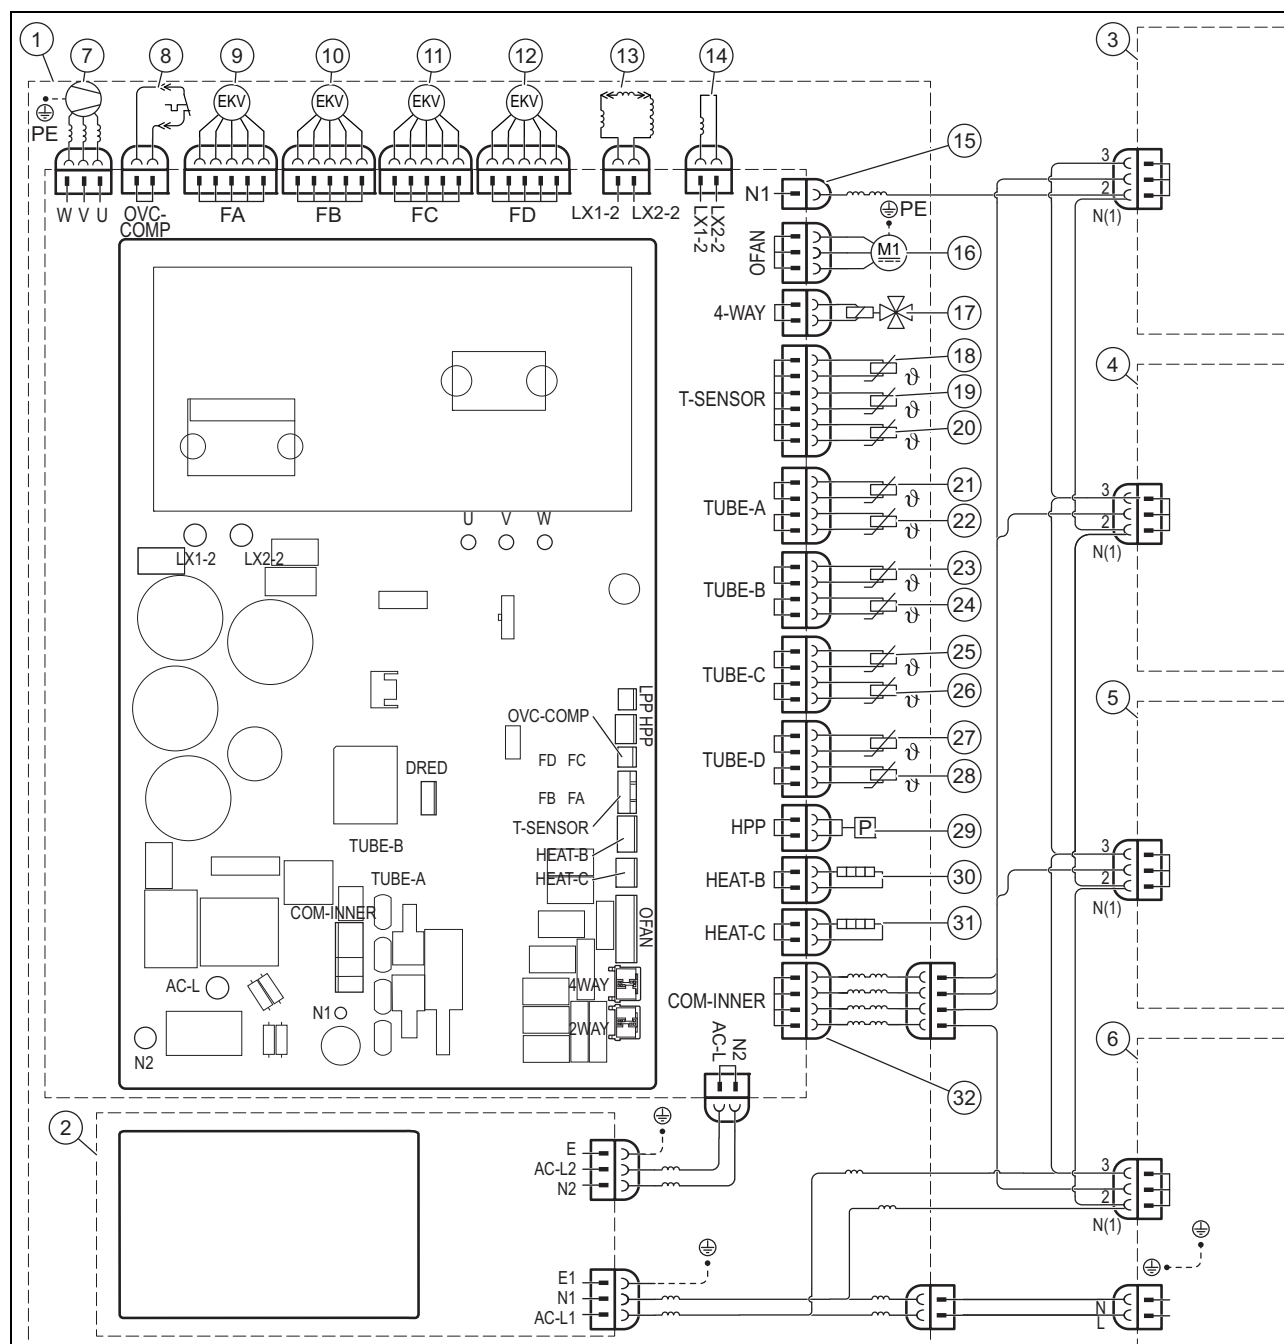 1 7 8 9 10 11 12 13 14 3
EKV EKV EKV EKV
PE
W V U OVC-COMP FA FB FC FD LX1-2 LX2-2 LX1-2 LX2-2
15
N1
3
2
N(1)
PE
OFAN M1 16
4-WAY 17
18
T-SENSOR 19
20
ϑ ϑ ϑ
4
21
TUBE-A 22
ϑ ϑ
3
2
N(1)
U V W
LX1-2 LX2-2
23
TUBE-B 24
ϑ ϑ
25
TUBE-C 26
ϑ ϑ
5
LPP HPP
OVC-COMP
FD FC
27
TUBE-D 28
ϑ ϑ
DRED
FB FA
T-SENSOR
HPP P 29
TUBE-B
HEAT-B
HEAT-C
TUBE-A
HEAT-B 30
3
2
N(1)
COM-INNER
OFAN
HEAT-C 31
AC-L
4WAY
COM-INNER
N1
2WAY
N2
AC-L N2
6
32
2
E
AC-L2
N2
3
2
N(1)
E1
N1
AC-L1
N
L